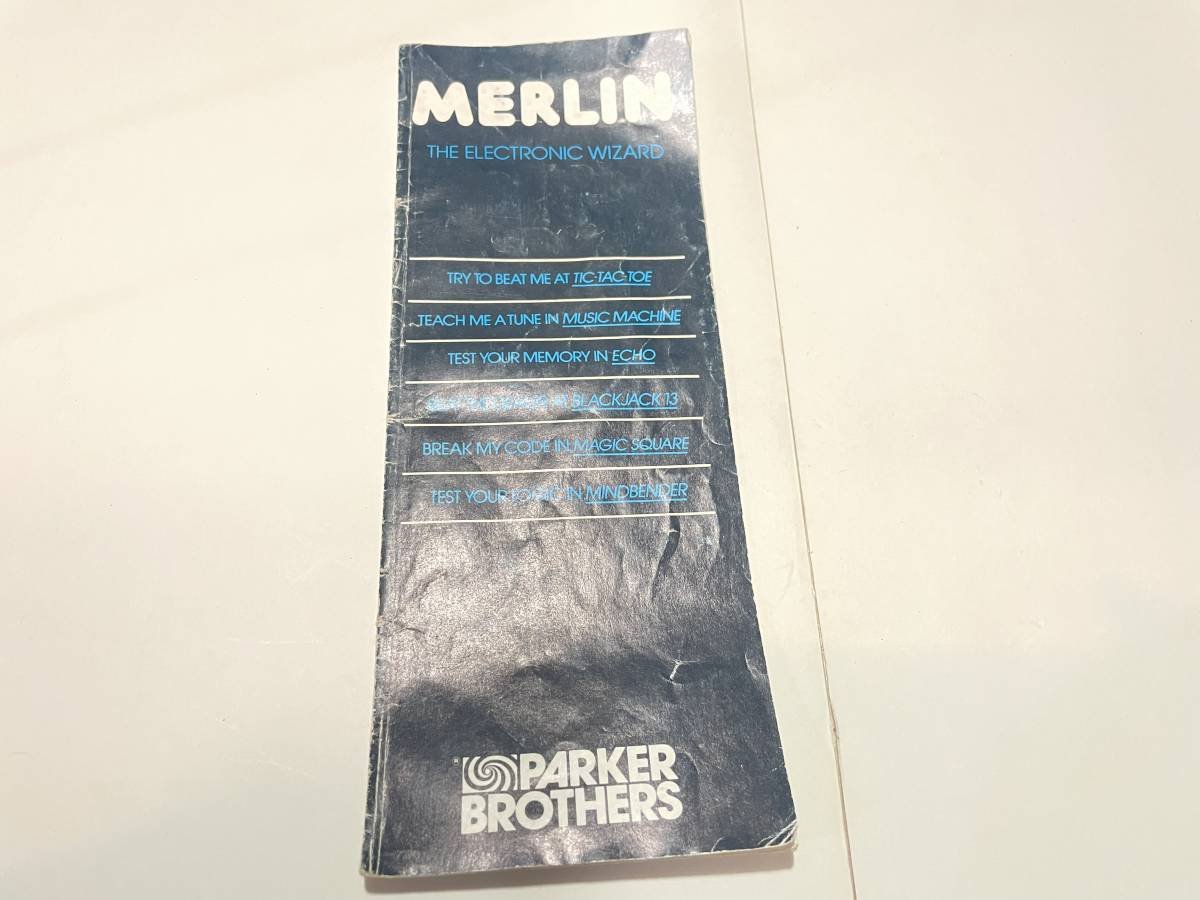 MERLIN
THE ELECTRONIC WIZARD
TRY TO BEAT ME AT TIC-TAC-TOE
TEACH ME A TUNE IN MUSIC MACHINE
TEST YOUR MEMORY IN ECHO
BLACKJACK 13
BREAK MY CODE IN MAGIC SQUARE
TEST YOUR LOGIC IN MINDBENDER
PARKER
BROTHERS